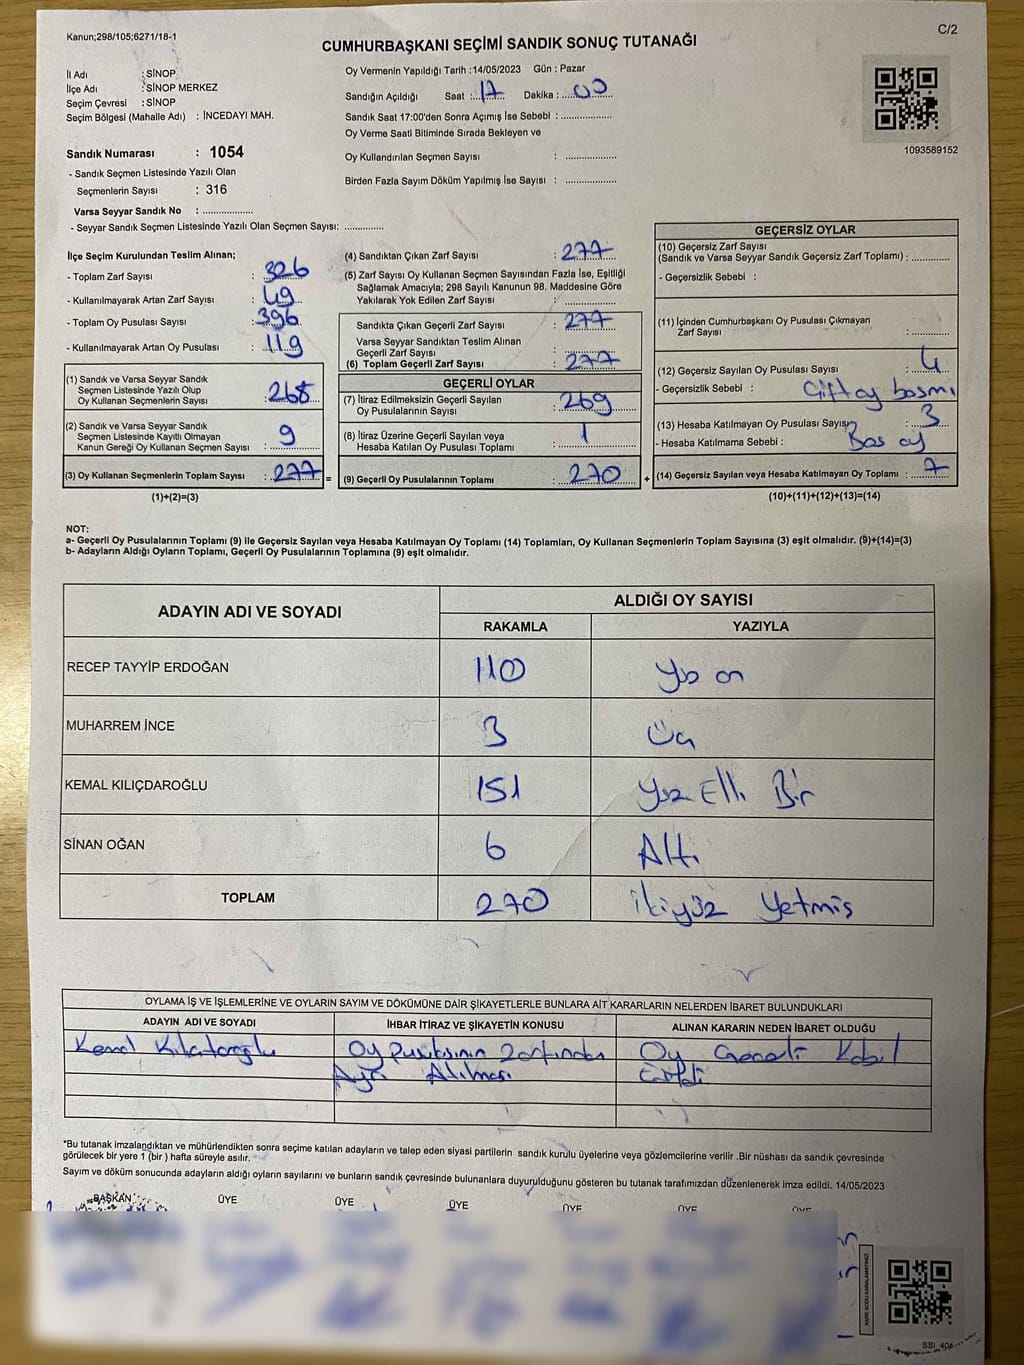 Kanun;298/105;6271/18-1
C/2
CUMHURBAŞKANI SEÇİMİ SANDIK SONUÇ TUTANAĞI
İl Adı : SİNOP
İlçe Adı : SİNOP MERKEZ
Seçim Çevresi : SİNOP
Seçim Bölgesi (Mahalle Adı) : İNCEDAYI MAH.
Sandık Numarası : 1054
- Sandık Seçmen Listesinde Yazılı Olan
Seçmenlerin Sayısı : 316
Varsa Seyyar Sandık No : ..................
- Seyyar Sandık Seçmen Listesinde Yazılı Olan Seçmen Sayısı: ..............
Oy Vermenin Yapıldığı Tarih :14/05/2023 Gün : Pazar
Sandığın Açıldığı Saat : 17 Dakika : 00
Sandık Saat 17:00'den Sonra Açımış İse Sebebi : ..................
Oy Verme Saati Bitiminde Sırada Bekleyen ve
Oy Kullandırılan Seçmen Sayısı : ..................
Birden Fazla Sayım Döküm Yapılmış İse Sayısı : ..................
1093589152
İlçe Seçim Kurulundan Teslim Alınan;
- Toplam Zarf Sayısı : 326
- Kullanılmayarak Artan Zarf Sayısı : 49
- Toplam Oy Pusulası Sayısı : 396
- Kullanılmayarak Artan Oy Pusulası : 119
(1) Sandık ve Varsa Seyyar Sandık
Seçmen Listesinde Yazılı Olup
Oy Kullanan Seçmenlerin Sayısı : 268
(2) Sandık ve Varsa Seyyar Sandık
Seçmen Listesinde Kayıtlı Olmayan
Kanun Gereği Oy Kullanan Seçmen Sayısı : 9
(3) Oy Kullanan Seçmenlerin Toplam Sayısı : 277
(1)+(2)=(3)
(4) Sandıktan Çıkan Zarf Sayısı : 277
(5) Zarf Sayısı Oy Kullanan Seçmen Sayısından Fazla İse, Eşitliği
Sağlamak Amacıyla; 298 Sayılı Kanunun 98. Maddesine Göre
Yakılarak Yok Edilen Zarf Sayısı : ..................
Sandıkta Çıkan Geçerli Zarf Sayısı : 277
Varsa Seyyar Sandıktan Teslim Alınan
Geçerli Zarf Sayısı : ..................
(6) Toplam Geçerli Zarf Sayısı : 277
GEÇERLİ OYLAR
(7) İtiraz Edilmeksizin Geçerli Sayılan
Oy Pusulalarının Sayısı : 269
(8) İtiraz Üzerine Geçerli Sayılan veya
Hesaba Katılan Oy Pusulası Toplamı : 1
= (9) Geçerli Oy Pusulalarının Toplamı : 270 +
GEÇERSİZ OYLAR
(10) Geçersiz Zarf Sayısı
(Sandık ve Varsa Seyyar Sandık Geçersiz Zarf Toplamı) : ............
- Geçersizlik Sebebi :
(11) İçinden Cumhurbaşkanı Oy Pusulası Çıkmayan
Zarf Sayısı : ............
(12) Geçersiz Sayılan Oy Pusulası Sayısı : 4
- Geçersizlik Sebebi : Çift oy basmı
(13) Hesaba Katılmayan Oy Pusulası Sayısı : 3
- Hesaba Katılmama Sebebi : Bos oy
(14) Geçersiz Sayılan veya Hesaba Katılmayan Oy Toplamı : 7
(10)+(11)+(12)+(13)=(14)
NOT:
a- Geçerli Oy Pusulalarının Toplamı (9) ile Geçersiz Sayılan veya Hesaba Katılmayan Oy Toplamı (14) Toplamları, Oy Kullanan Seçmenlerin Toplam Sayısına (3) eşit olmalıdır. (9)+(14)=(3)
b- Adayların Aldığı Oyların Toplamı, Geçerli Oy Pusulalarının Toplamına (9) eşit olmalıdır.
ADAYIN ADI VE SOYADI ALDIĞI OY SAYISI
RAKAMLA YAZIYLA
RECEP TAYYİP ERDOĞAN 110 Yüz on
MUHARREM İNCE 3 Üç
KEMAL KILIÇDAROĞLU 151 Yüz Elli Bir
SİNAN OĞAN 6 Altı
TOPLAM 270 İkiyüz Yetmis
OYLAMA İŞ VE İŞLEMLERİNE VE OYLARIN SAYIM VE DÖKÜMÜNE DAİR ŞİKAYETLERLE BUNLARA AİT KARARLARIN NELERDEN İBARET BULUNDUKLARI
ADAYIN ADI VE SOYADI İHBAR İTİRAZ VE ŞİKAYETİN KONUSU ALINAN KARARIN NEDEN İBARET OLDUĞU
Kemal Oy Pusulasının Zarfından Oy Geçerli Kabul
Ayrı Alılması Edildi
*Bu tutanak imzalandıktan ve mühürlendikten sonra seçime katılan adayların ve talep eden siyasi partilerin sandık kurulu üyelerine veya gözlemcilerine verilir .Bir nüshası da sandık çevresinde
görülecek bir yere 1 (bir ) hafta süreyle asılır.
Sayım ve döküm sonucunda adayların aldığı oyların sayılarını ve bunların sandık çevresinde bulunanlara duyurulduğunu gösteren bu tutanak tarafımızdan düzenlenerek imza edildi. 14/05/2023
BAŞKAN ÜYE ÜYE ÜYE ÜYE ÜYE ÜYE
KARE KODU KARALAMAYINIZ
SSI_404